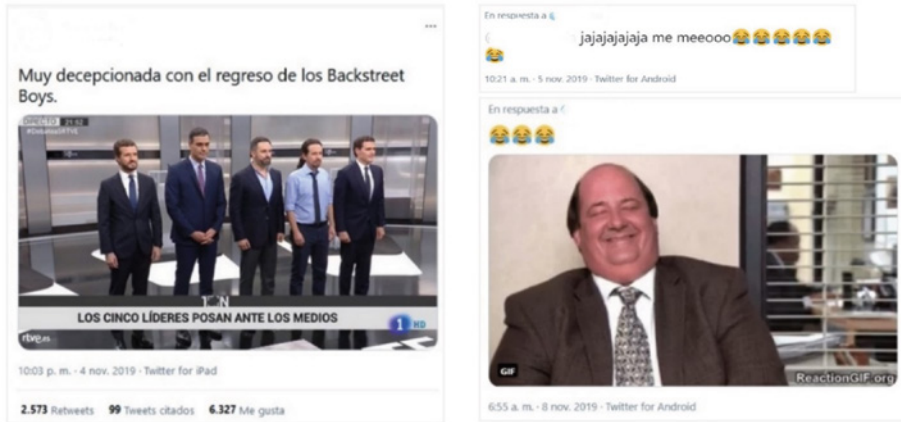 Muy decepcionada con el regreso de los Backstreet
Boys.
DIRECTO 21:52
#DebateaRTVE
LOS CINCO LÍDERES POSAN ANTE LOS MEDIOS
1 HD
rtve.es
10:03 p. m. · 4 nov. 2019 · Twitter for iPad
2.573 Retweets 99 Tweets citados 6.327 Me gusta
En respuesta a
jajajajajaja me meeooo😂😂😂😂😂
😂
10:21 a. m. · 5 nov. 2019 · Twitter for Android
En respuesta a
😂😂😂
GIF
ReactionGIF.org
6:55 a. m. · 8 nov. 2019 · Twitter for Android